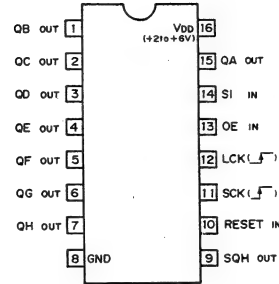 QB OUT 1
VDD 16
(+2to+6V)
QC OUT 2
15 QA OUT
QD OUT 3
14 SI IN
QE OUT 4
13 OE IN
QF OUT 5
12 LCK( )
QG OUT 6
11 SCK( )
QH OUT 7
10 RESET IN
8 GND
9 SQH OUT